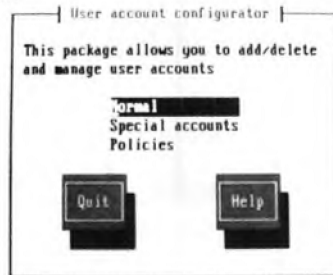 User account configurator
This package allows you to add/delete
and manage user accounts
Normal
Special accounts
Policies
Quit
Help